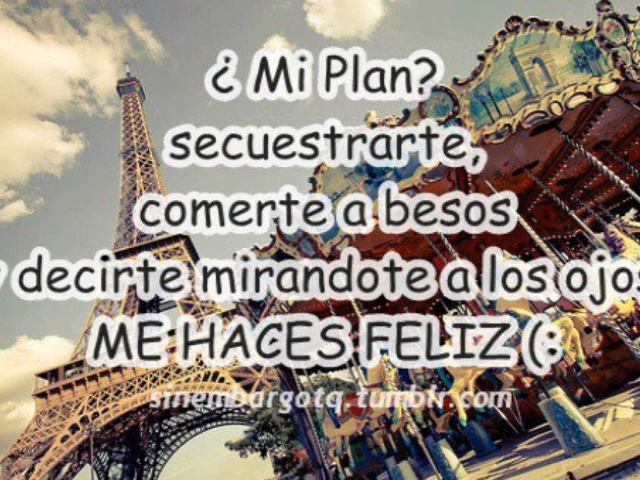 ¿ Mi Plan?
secuestrarte,
comerte a besos
y decirte mirandote a los ojos
ME HACES FELIZ (:
sinembargotq.tumblr.com